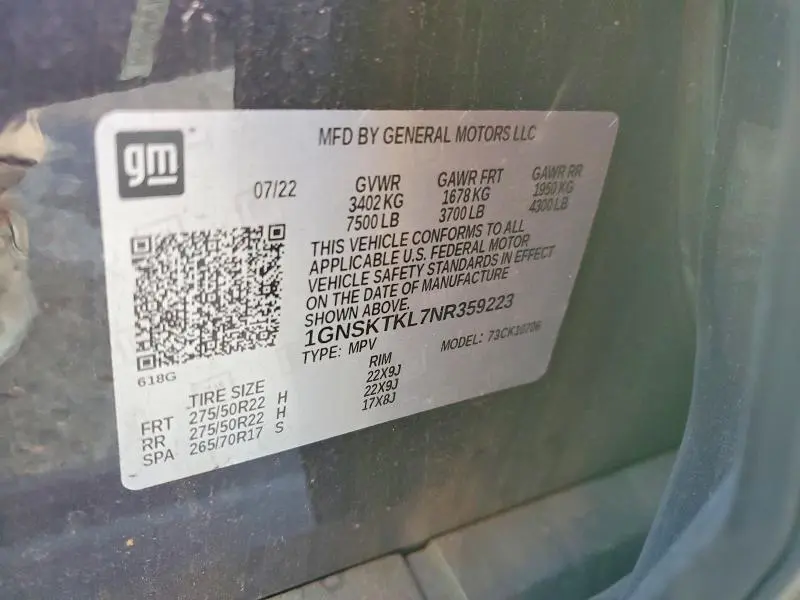 gm
MFD BY GENERAL MOTORS LLC
07/22 GVWR GAWR FRT GAWR RR
3402 KG 1678 KG 1950 KG
7500 LB 3700 LB 4300 LB
THIS VEHICLE CONFORMS TO ALL
APPLICABLE U.S. FEDERAL MOTOR
VEHICLE SAFETY STANDARDS IN EFFECT
ON THE DATE OF MANUFACTURE
SHOWN ABOVE.
1GNSKTKL7NR359223
TYPE: MPV MODEL: 73CK10706
618G
TIRE SIZE RIM
FRT 275/50R22 H 22X9J
RR 275/50R22 H 22X9J
SPA 265/70R17 S 17X8J